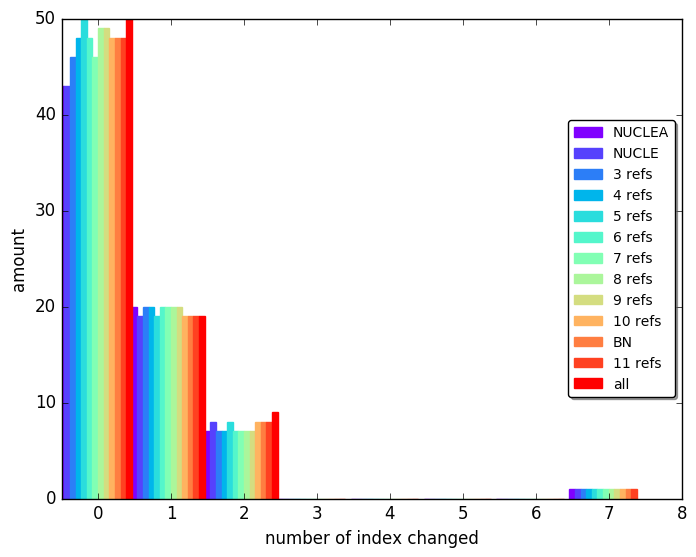 50
40
30
20
10
0
amount
0 1 2 3 4 5 6 7 8
number of index changed
NUCLEA
NUCLE
3 refs
4 refs
5 refs
6 refs
7 refs
8 refs
9 refs
10 refs
BN
11 refs
all